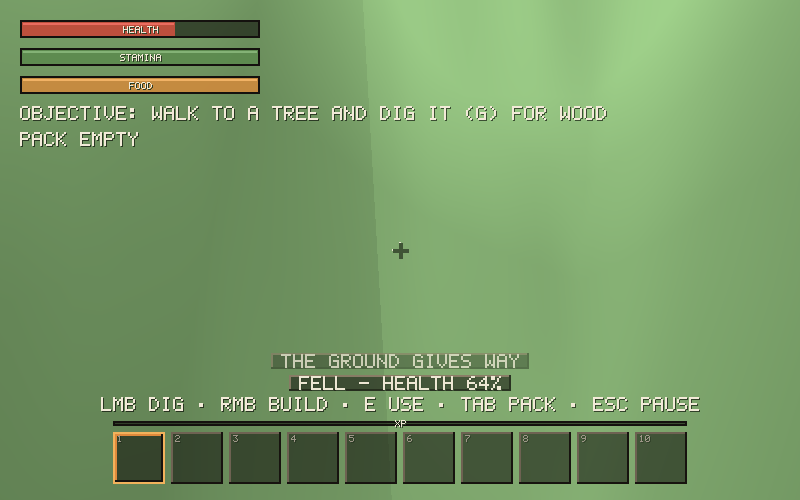 HEALTH
STAMINA
FOOD
OBJECTIVE: WALK TO A TREE AND DIG IT (G) FOR WOOD
PACK EMPTY
THE GROUND GIVES WAY
FELL - HEALTH 64%
LMB DIG · RMB BUILD · E USE · TAB PACK · ESC PAUSE
XP
1 2 3 4 5 6 7 8 9 10